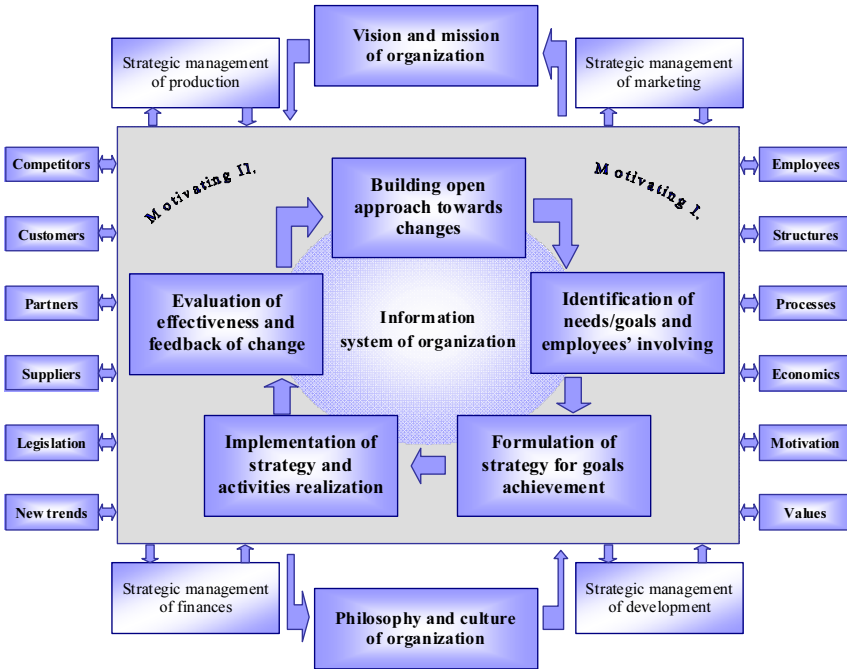 Vision and mission
of organization
Strategic management
of production
Strategic management
of marketing
Motivating II.
Motivating I.
Competitors
Customers
Partners
Suppliers
Legislation
New trends
Building open
approach towards
changes
Evaluation of
effectiveness and
feedback of change
Information
system of organization
Identification of
needs/goals and
employees’ involving
Implementation of
strategy and
activities realization
Formulation of
strategy for goals
achievement
Employees
Structures
Processes
Economics
Motivation
Values
Strategic management
of finances
Philosophy and culture
of organization
Strategic management
of development